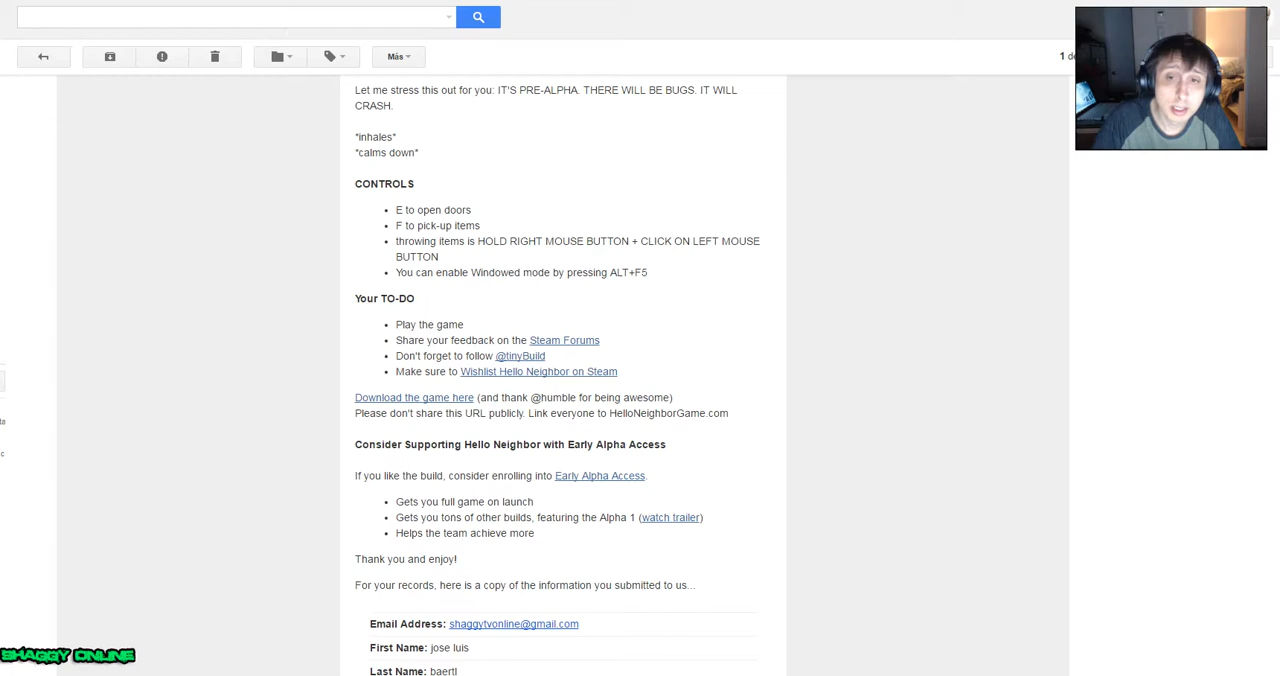 Más
1 de
Let me stress this out for you: IT'S PRE-ALPHA. THERE WILL BE BUGS. IT WILL
CRASH.
*inhales*
*calms down*
CONTROLS
• E to open doors
• F to pick-up items
• throwing items is HOLD RIGHT MOUSE BUTTON + CLICK ON LEFT MOUSE
BUTTON
• You can enable Windowed mode by pressing ALT+F5
Your TO-DO
• Play the game
• Share your feedback on the Steam Forums
• Don't forget to follow @tinyBuild
• Make sure to Wishlist Hello Neighbor on Steam
Download the game here (and thank @humble for being awesome)
Please don't share this URL publicly. Link everyone to HelloNeighborGame.com
Consider Supporting Hello Neighbor with Early Alpha Access
If you like the build, consider enrolling into Early Alpha Access.
• Gets you full game on launch
• Gets you tons of other builds, featuring the Alpha 1 (watch trailer)
• Helps the team achieve more
Thank you and enjoy!
For your records, here is a copy of the information you submitted to us...
Email Address: shaggytvonline@gmail.com
First Name: jose luis
Last Name: baertl
SHAGGY ONLINE